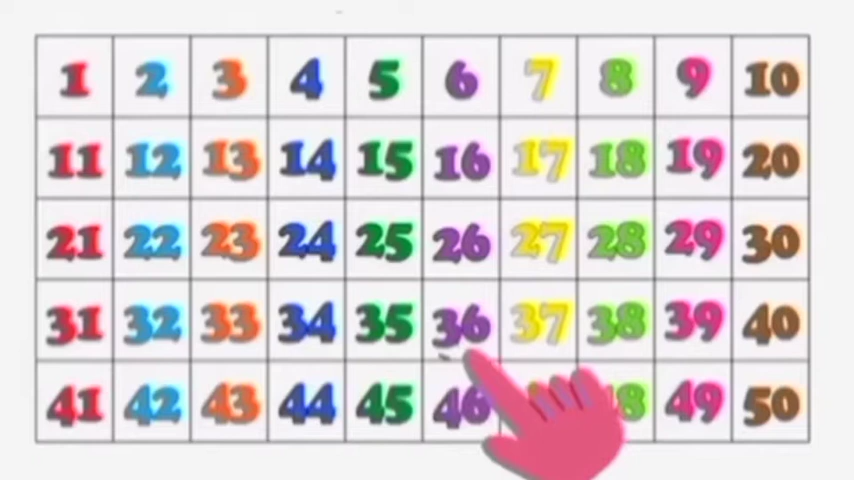 1 2 3 4 5 6 7 8 9 10
11 12 13 14 15 16 17 18 19 20
21 22 23 24 25 26 27 28 29 30
31 32 33 34 35 36 37 38 39 40
41 42 43 44 45 46 8 49 50